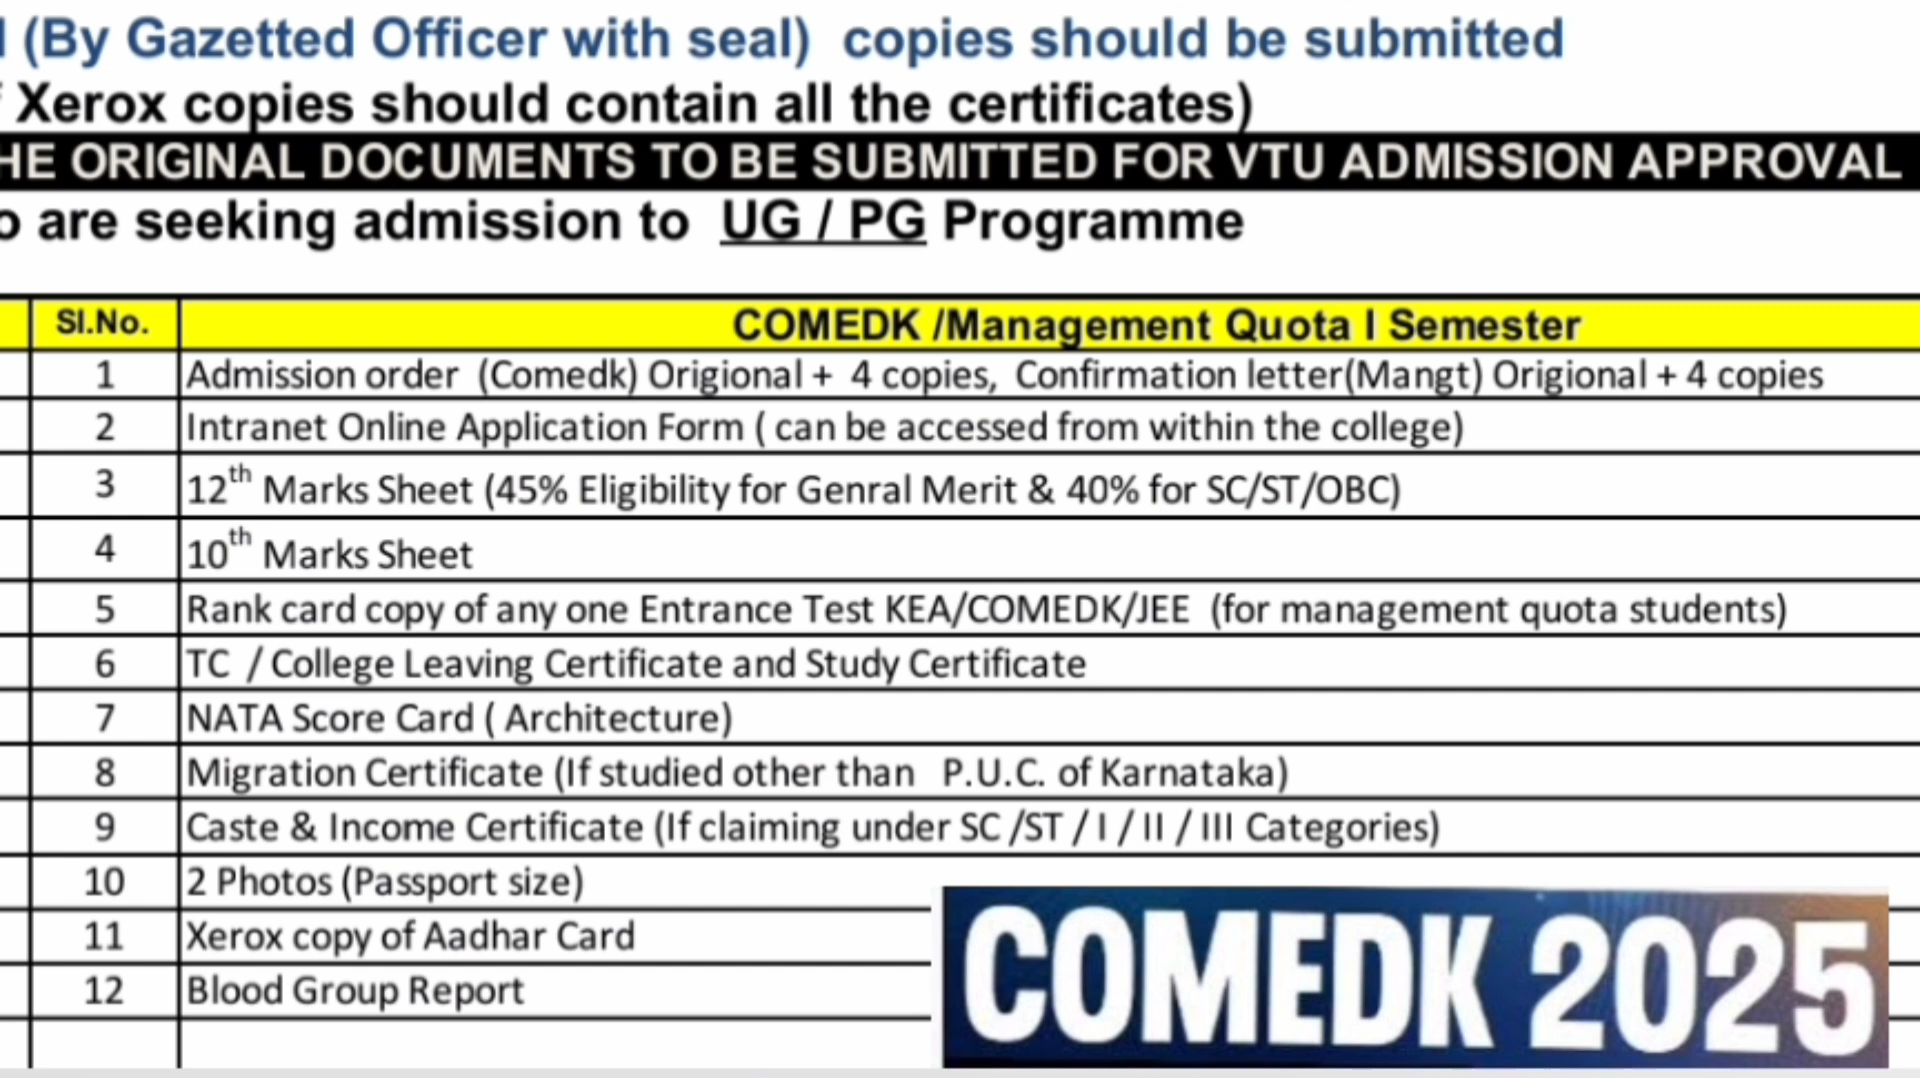 (By Gazetted Officer with seal) copies should be submitted
Xerox copies should contain all the certificates)
HE ORIGINAL DOCUMENTS TO BE SUBMITTED FOR VTU ADMISSION APPROVAL
o are seeking admission to UG / PG Programme
Sl.No. COMEDK /Management Quota I Semester
1 Admission order (Comedk) Origional + 4 copies, Confirmation letter(Mangt) Origional + 4 copies
2 Intranet Online Application Form ( can be accessed from within the college)
3 12th Marks Sheet (45% Eligibility for Genral Merit & 40% for SC/ST/OBC)
4 10th Marks Sheet
5 Rank card copy of any one Entrance Test KEA/COMEDK/JEE (for management quota students)
6 TC / College Leaving Certificate and Study Certificate
7 NATA Score Card ( Architecture)
8 Migration Certificate (If studied other than P.U.C. of Karnataka)
9 Caste & Income Certificate (If claiming under SC /ST / I / II / III Categories)
10 2 Photos (Passport size)
11 Xerox copy of Aadhar Card
12 Blood Group Report
COMEDK 2025